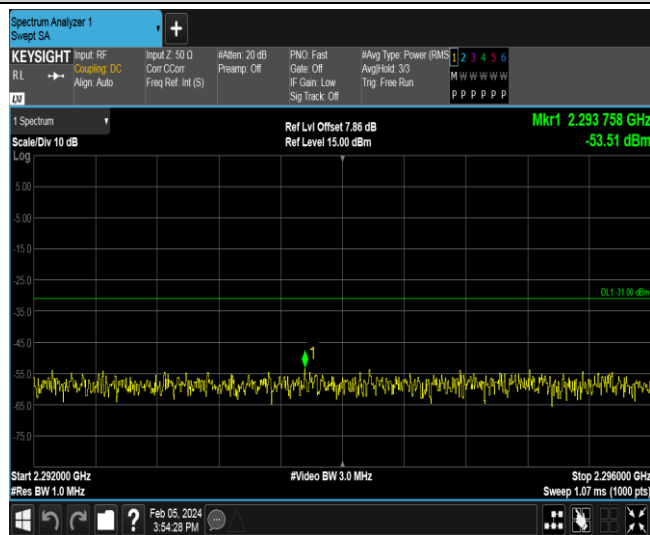 Spectrum Analyzer 1
Swept SA
+
KEYSIGHT
RL
LXI
Input: RF
Coupling: DC
Align: Auto
Input Z: 50 Ω
Corr CCorr
Freq Ref: Int (S)
#Atten: 20 dB
Preamp: Off
PNO: Fast
Gate: Off
IF Gain: Low
Sig Track: Off
#Avg Type: Power (RMS
Avg|Hold: 3/3
Trig: Free Run
1 2 3 4 5 6
M W W W W W
P P P P P P
1 Spectrum
Scale/Div 10 dB
Log
Ref Lvl Offset 7.86 dB
Ref Level 15.00 dBm
Mkr1 2.293 758 GHz
-53.51 dBm
5.00
-5.00
-15.0
-25.0
DL1 -31.00 dBm
-35.0
-45.0
1
-55.0
-65.0
-75.0
Start 2.292000 GHz
#Res BW 1.0 MHz
#Video BW 3.0 MHz
Stop 2.296000 GHz
Sweep 1.07 ms (1000 pts)
?
Feb 05, 2024
3:54:28 PM